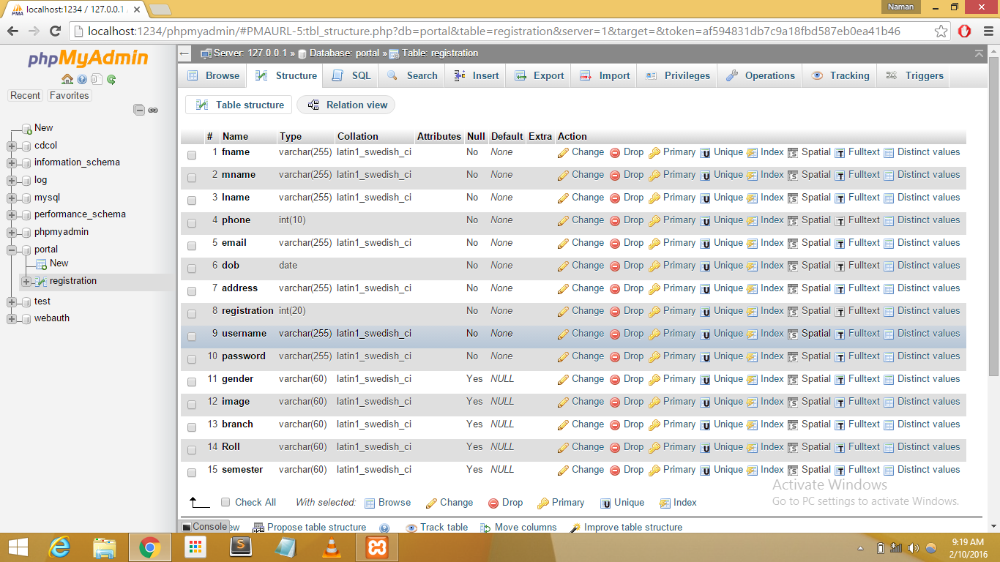 localhost:1234 / 127.0.0.1
Naman
localhost:1234/phpmyadmin/#PMAURL-5:tbl_structure.php?db=portal&table=registration&server=1&target=&token=af594831db7c9a18fbd587eb0ea41b46
phpMyAdmin
Recent Favorites
New
cdcol
information_schema
log
mysql
performance_schema
phpmyadmin
portal
New
registration
test
webauth
Server: 127.0.0.1 » Database: portal » Table: registration
Browse Structure SQL Search Insert Export Import Privileges Operations Tracking Triggers
Table structure Relation view
# Name Type Collation Attributes Null Default Extra Action
1 fname varchar(255) latin1_swedish_ci No None Change Drop Primary Unique Index Spatial Fulltext Distinct values
2 mname varchar(255) latin1_swedish_ci No None Change Drop Primary Unique Index Spatial Fulltext Distinct values
3 lname varchar(255) latin1_swedish_ci No None Change Drop Primary Unique Index Spatial Fulltext Distinct values
4 phone int(10) No None Change Drop Primary Unique Index Spatial Fulltext Distinct values
5 email varchar(255) latin1_swedish_ci No None Change Drop Primary Unique Index Spatial Fulltext Distinct values
6 dob date No None Change Drop Primary Unique Index Spatial Fulltext Distinct values
7 address varchar(255) latin1_swedish_ci No None Change Drop Primary Unique Index Spatial Fulltext Distinct values
8 registration int(20) No None Change Drop Primary Unique Index Spatial Fulltext Distinct values
9 username varchar(255) latin1_swedish_ci No None Change Drop Primary Unique Index Spatial Fulltext Distinct values
10 password varchar(255) latin1_swedish_ci No None Change Drop Primary Unique Index Spatial Fulltext Distinct values
11 gender varchar(60) latin1_swedish_ci Yes NULL Change Drop Primary Unique Index Spatial Fulltext Distinct values
12 image varchar(60) latin1_swedish_ci Yes NULL Change Drop Primary Unique Index Spatial Fulltext Distinct values
13 branch varchar(60) latin1_swedish_ci Yes NULL Change Drop Primary Unique Index Spatial Fulltext Distinct values
14 Roll varchar(60) latin1_swedish_ci Yes NULL Change Drop Primary Unique Index Spatial Fulltext Distinct values
15 semester varchar(60) latin1_swedish_ci Yes NULL Change Drop Primary Unique Index Spatial Fulltext Distinct values
Activate Windows
Go to PC settings to activate Windows.
Check All With selected: Browse Change Drop Primary Unique Index
Console ew Propose table structure Track table Move columns Improve table structure
9:19 AM
2/10/2016